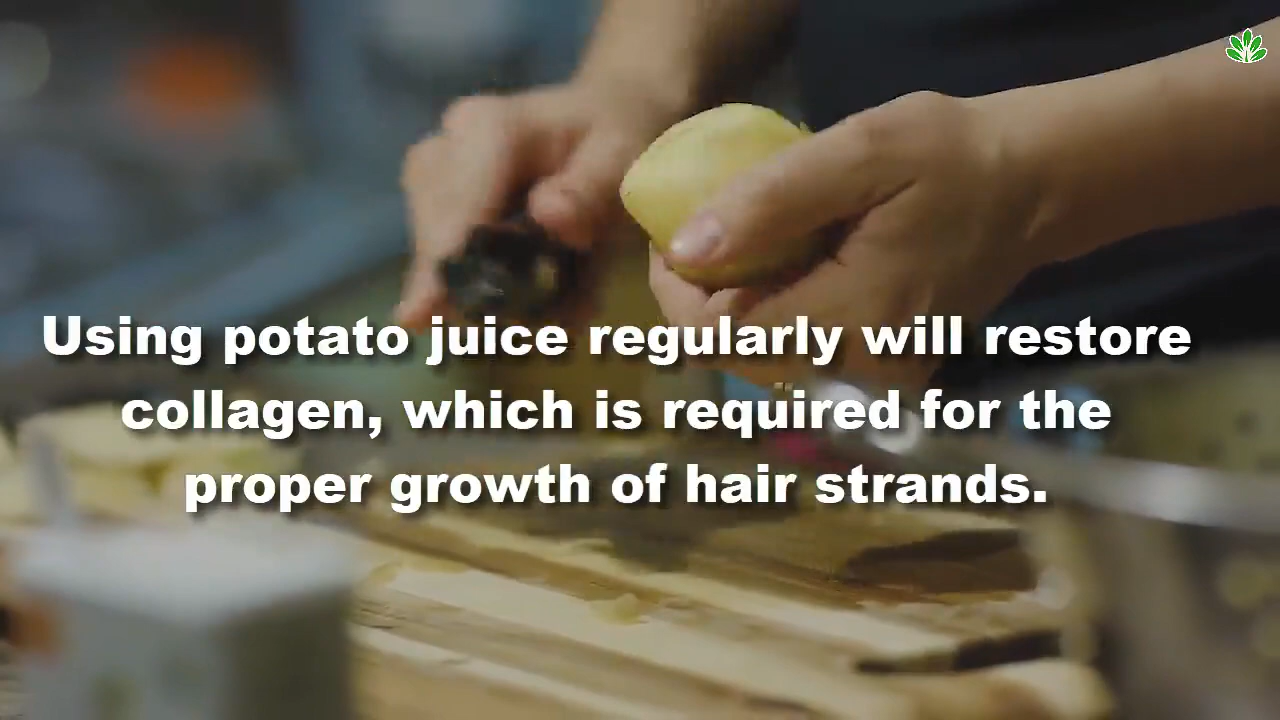 Using potato juice regularly will restore
collagen, which is required for the
proper growth of hair strands.